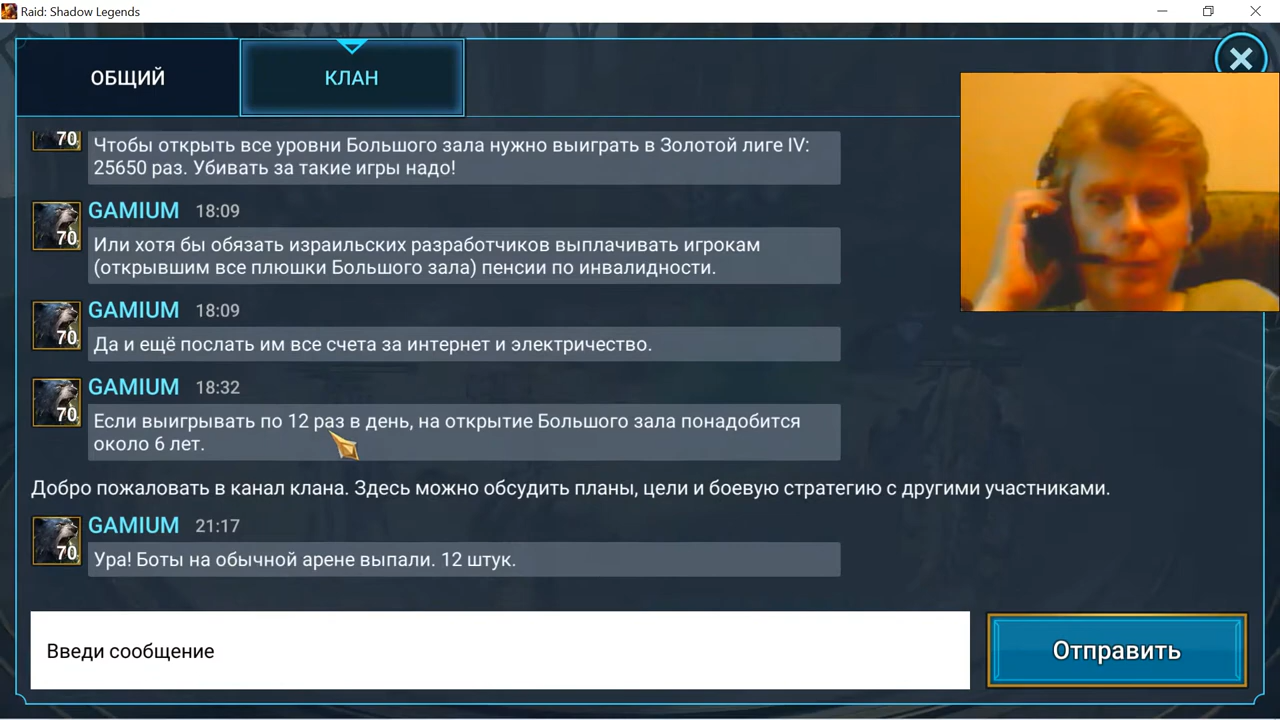 Raid: Shadow Legends
ОБЩИЙ
КЛАН
70
Чтобы открыть все уровни Большого зала нужно выиграть в Золотой лиге IV:
25650 раз. Убивать за такие игры надо!
GAMIUM 18:09
70
Или хотя бы обязать израильских разработчиков выплачивать игрокам
(открывшим все плюшки Большого зала) пенсии по инвалидности.
GAMIUM 18:09
70
Да и ещё послать им все счета за интернет и электричество.
GAMIUM 18:32
70
Если выигрывать по 12 раз в день, на открытие Большого зала понадобится
около 6 лет.
Добро пожаловать в канал клана. Здесь можно обсудить планы, цели и боевую стратегию с другими участниками.
GAMIUM 21:17
70
Ура! Боты на обычной арене выпали. 12 штук.
Введи сообщение
Отправить